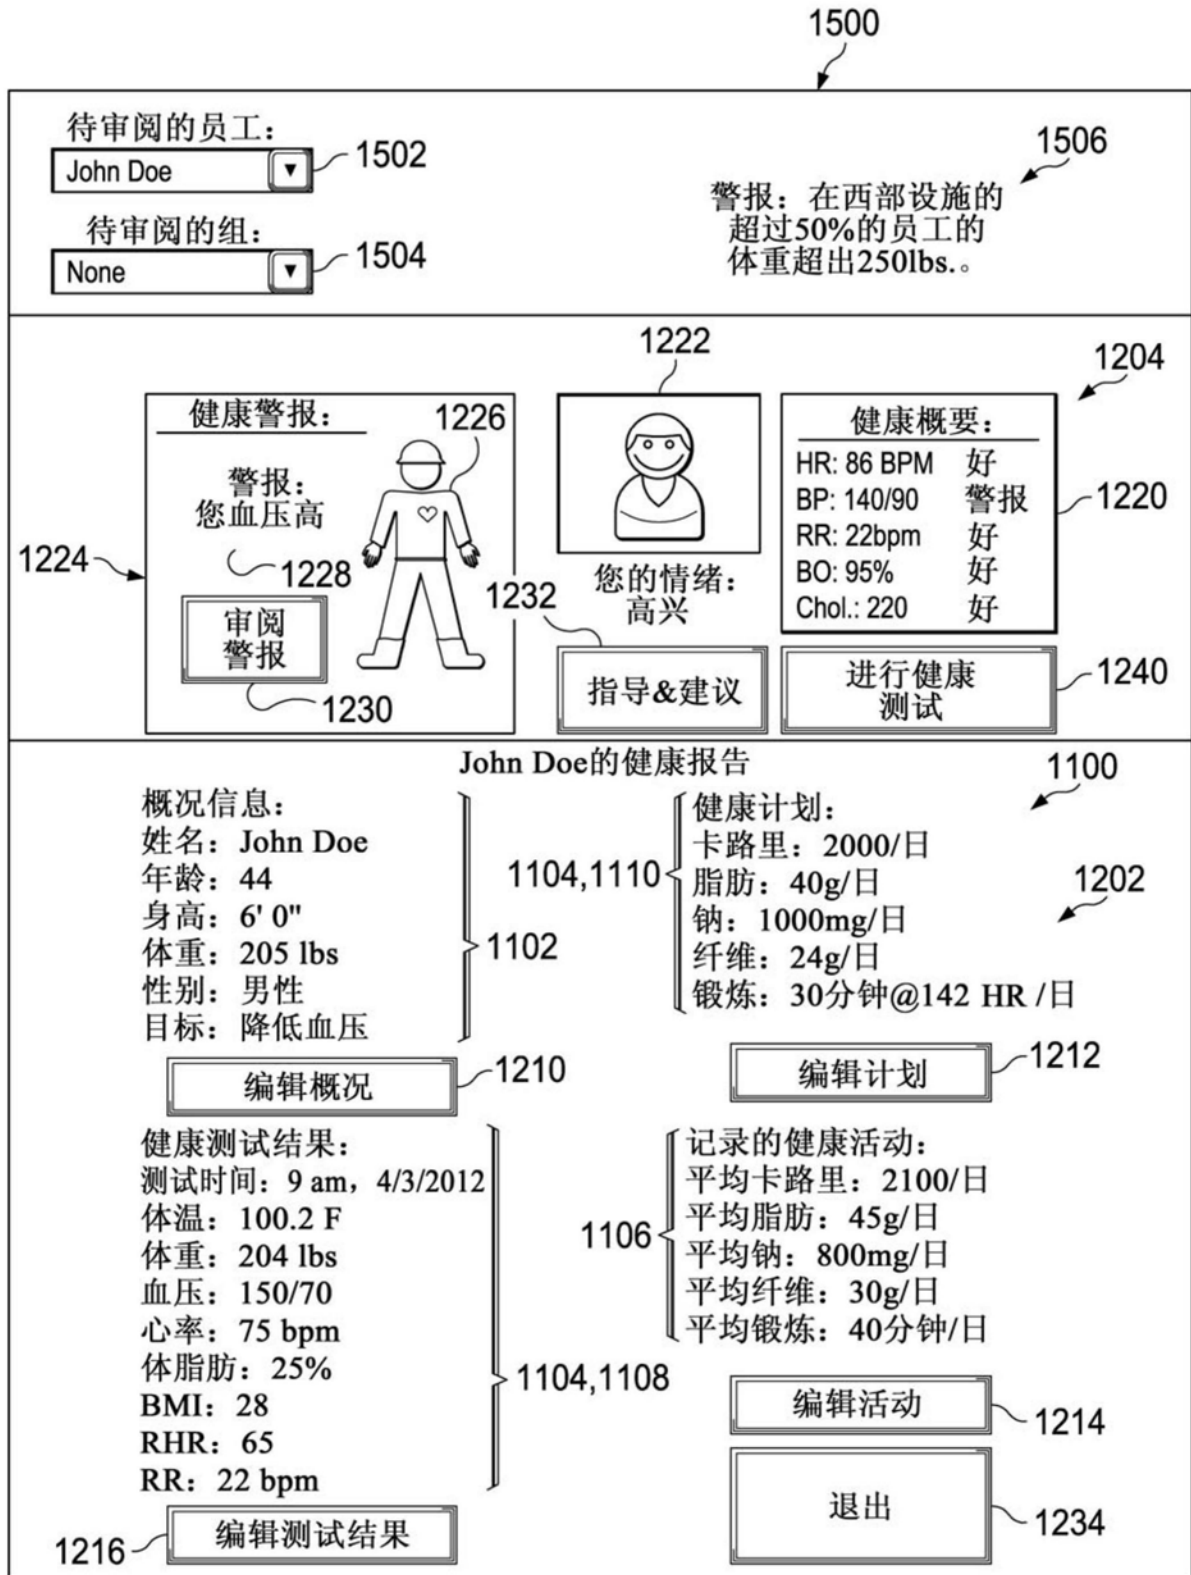 1500
待审阅的员工：
John Doe
1502
待审阅的组：
None
1504
1506
警报：在西部设施的
超过50%的员工的
体重超出250lbs.。
1204
1224
健康警报：
1226
警报：
您血压高
1228
审阅
警报
1230
1222
您的情绪：
高兴
1232
指导&建议
健康概要：
HR: 86 BPM 好
BP: 140/90 警报
RR: 22bpm 好
BO: 95% 好
Chol.: 220 好
1220
进行健康
测试
1240
John Doe的健康报告
1100
1202
概况信息：
姓名：John Doe
年龄：44
身高：6' 0"
体重：205 lbs
性别：男性
目标：降低血压
1102
编辑概况
1210
1104,1110
健康计划：
卡路里：2000/日
脂肪：40g/日
钠：1000mg/日
纤维：24g/日
锻炼：30分钟@142 HR /日
编辑计划
1212
健康测试结果：
测试时间：9 am，4/3/2012
体温：100.2 F
体重：204 lbs
血压：150/70
心率：75 bpm
体脂肪：25%
BMI：28
RHR：65
RR：22 bpm
1104,1108
编辑测试结果
1216
1106
记录的健康活动：
平均卡路里：2100/日
平均脂肪：45g/日
平均钠：800mg/日
平均纤维：30g/日
平均锻炼：40分钟/日
编辑活动
1214
退出
1234